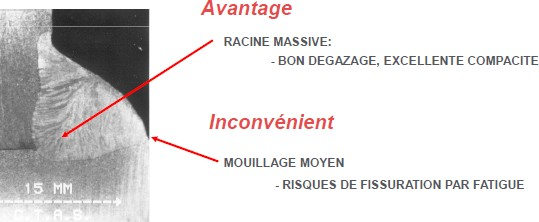 Avantage
RACINE MASSIVE:
- BON DEGAZAGE, EXCELLENTE COMPACITE
Inconvénient
MOUILLAGE MOYEN
- RISQUES DE FISSURATION PAR FATIGUE
15 MM
C.T.A.S.